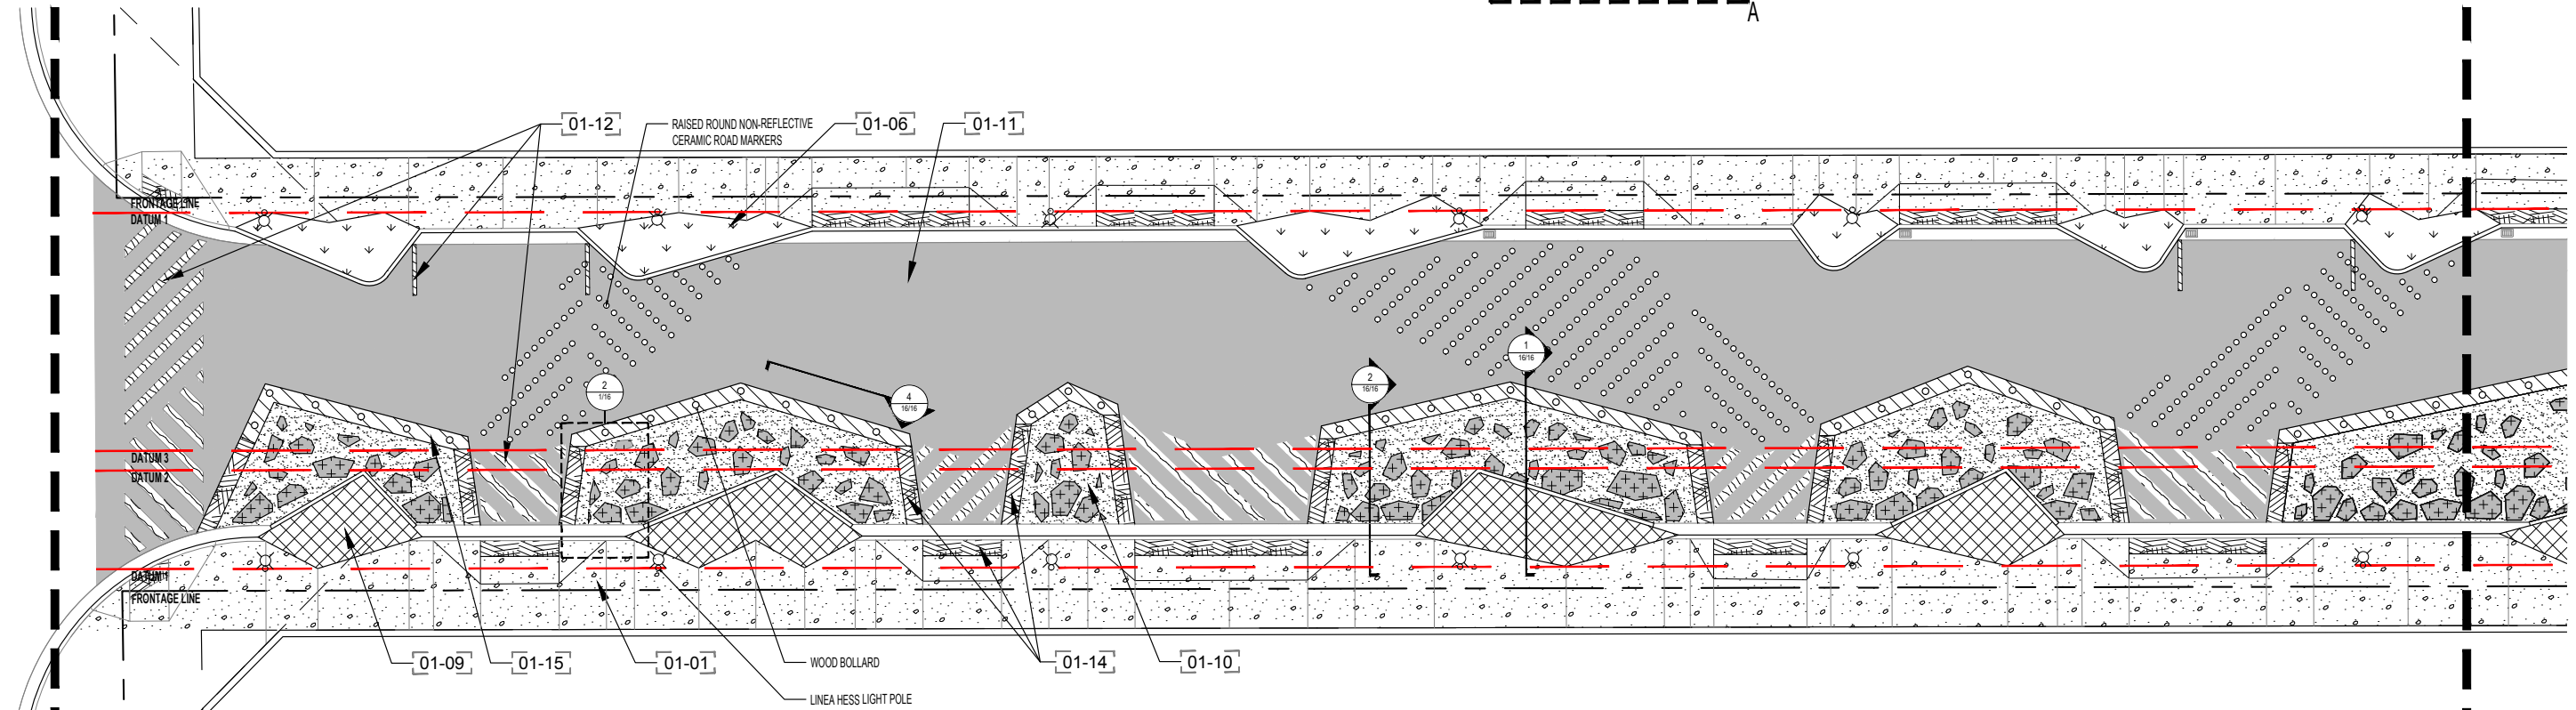 A
01-12
RAISED ROUND NON-REFLECTIVE
CERAMIC ROAD MARKERS
01-06
01-11
FRONTAGE LINE
DATUM 1
1
16/16
2
1/16
2
16/16
4
16/16
DATUM 3
DATUM 2
DATUM 1
FRONTAGE LINE
01-09
01-15
01-01
WOOD BOLLARD
01-14
01-10
LINEA HESS LIGHT POLE